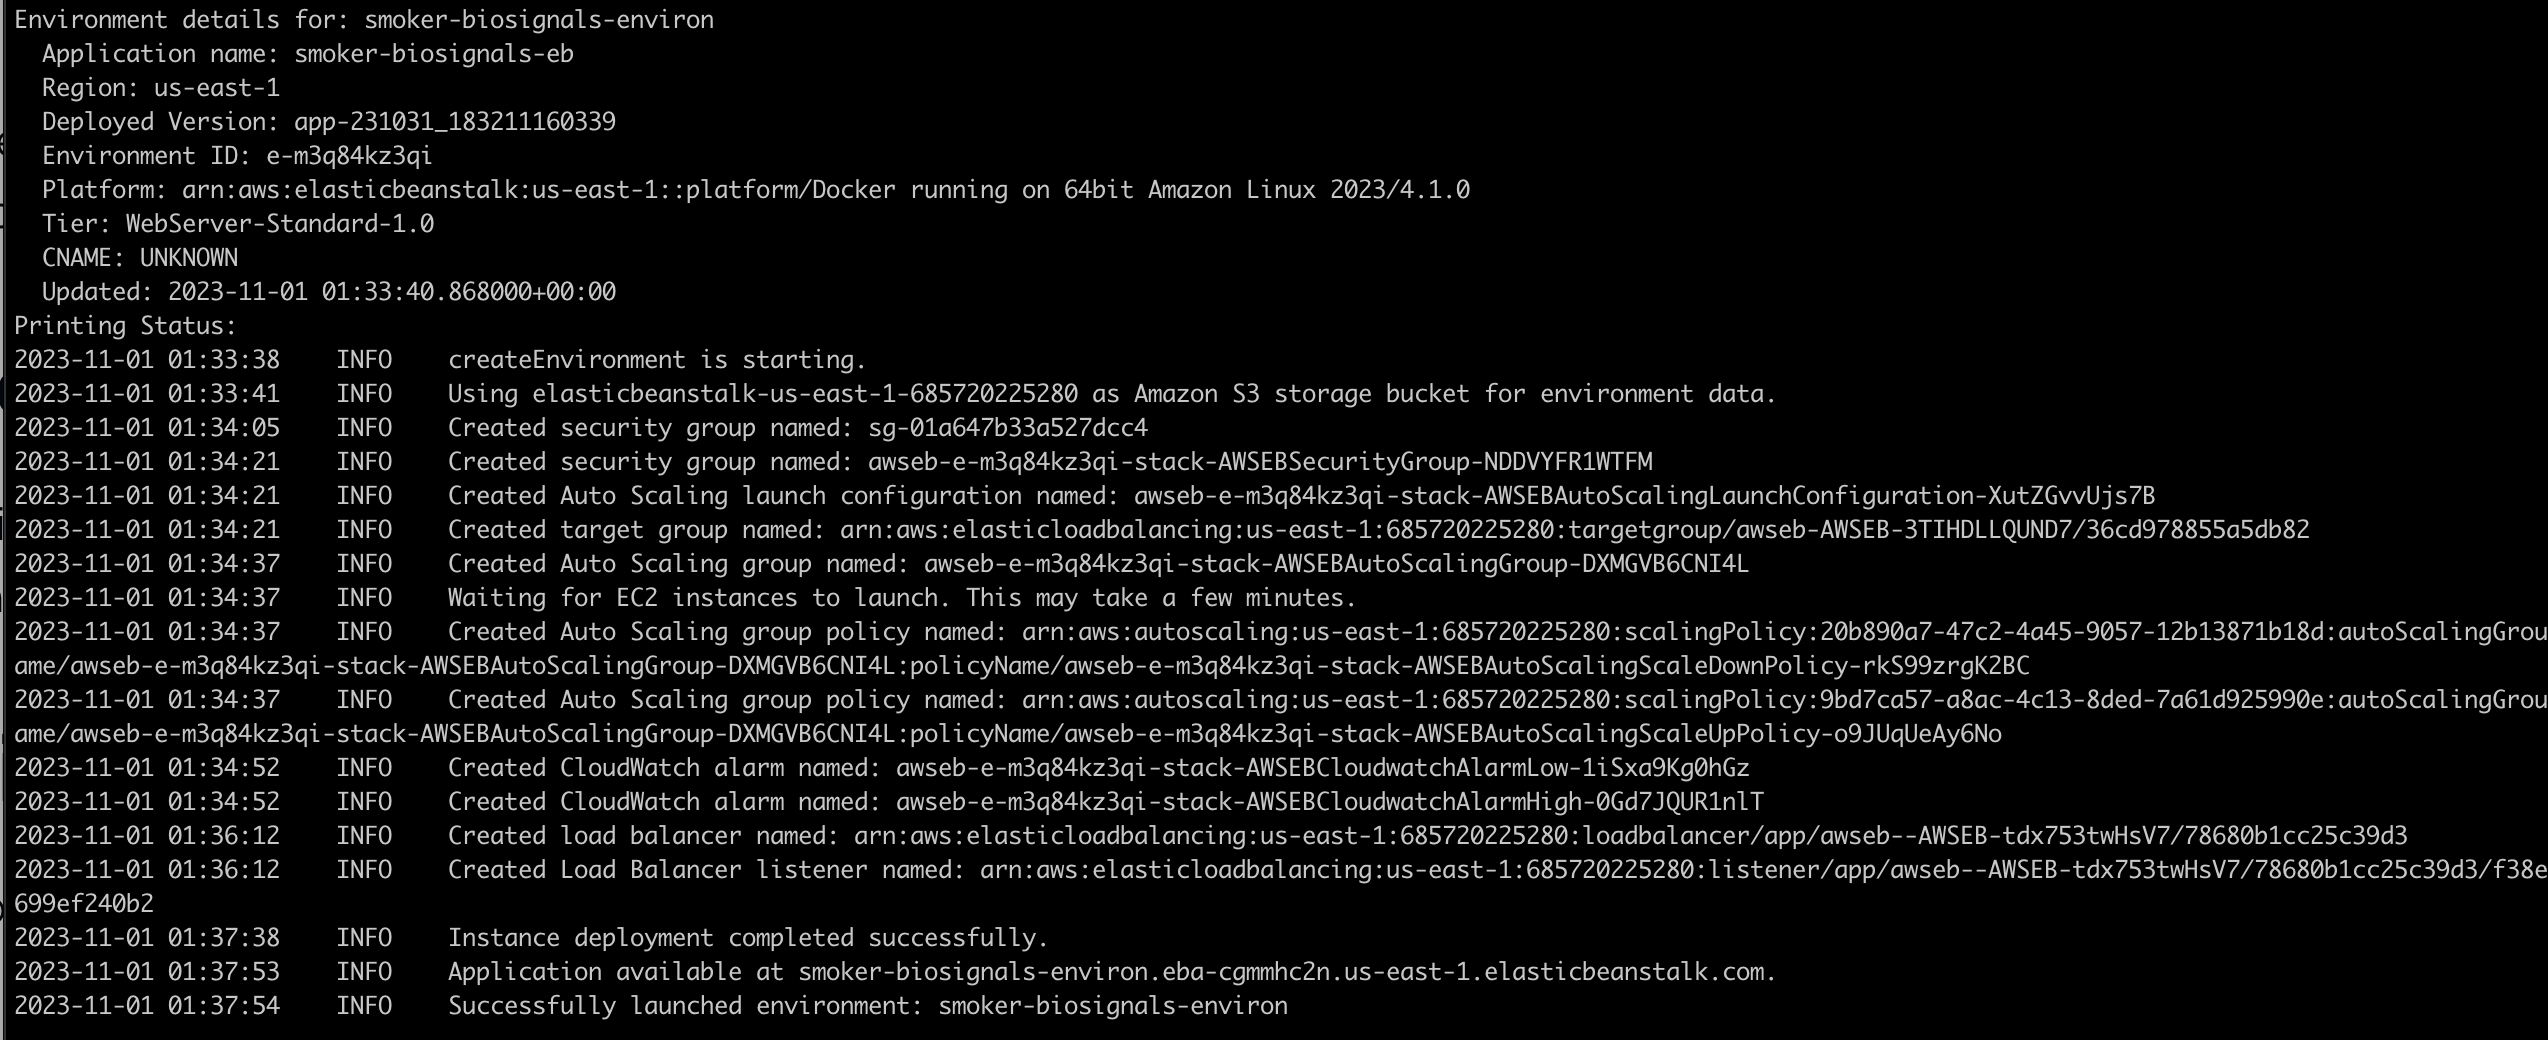 Environment details for: smoker-biosignals-environ
  Application name: smoker-biosignals-eb
  Region: us-east-1
  Deployed Version: app-231031_183211160339
  Environment ID: e-m3q84kz3qi
  Platform: arn:aws:elasticbeanstalk:us-east-1::platform/Docker running on 64bit Amazon Linux 2023/4.1.0
  Tier: WebServer-Standard-1.0
  CNAME: UNKNOWN
  Updated: 2023-11-01 01:33:40.868000+00:00
Printing Status:
2023-11-01 01:33:38    INFO    createEnvironment is starting.
2023-11-01 01:33:41    INFO    Using elasticbeanstalk-us-east-1-685720225280 as Amazon S3 storage bucket for environment data.
2023-11-01 01:34:05    INFO    Created security group named: sg-01a647b33a527dcc4
2023-11-01 01:34:21    INFO    Created security group named: awseb-e-m3q84kz3qi-stack-AWSEBSecurityGroup-NDDVYFR1WTFM
2023-11-01 01:34:21    INFO    Created Auto Scaling launch configuration named: awseb-e-m3q84kz3qi-stack-AWSEBAutoScalingLaunchConfiguration-XutZGvvUjs7B
2023-11-01 01:34:21    INFO    Created target group named: arn:aws:elasticloadbalancing:us-east-1:685720225280:targetgroup/awseb-AWSEB-3TIHDLLQUND7/36cd978855a5db82
2023-11-01 01:34:37    INFO    Created Auto Scaling group named: awseb-e-m3q84kz3qi-stack-AWSEBAutoScalingGroup-DXMGVB6CNI4L
2023-11-01 01:34:37    INFO    Waiting for EC2 instances to launch. This may take a few minutes.
2023-11-01 01:34:37    INFO    Created Auto Scaling group policy named: arn:aws:autoscaling:us-east-1:685720225280:scalingPolicy:20b890a7-47c2-4a45-9057-12b13871b18d:autoScalingGrou
ame/awseb-e-m3q84kz3qi-stack-AWSEBAutoScalingGroup-DXMGVB6CNI4L:policyName/awseb-e-m3q84kz3qi-stack-AWSEBAutoScalingScaleDownPolicy-rkS99zrgK2BC
2023-11-01 01:34:37    INFO    Created Auto Scaling group policy named: arn:aws:autoscaling:us-east-1:685720225280:scalingPolicy:9bd7ca57-a8ac-4c13-8ded-7a61d925990e:autoScalingGrou
ame/awseb-e-m3q84kz3qi-stack-AWSEBAutoScalingGroup-DXMGVB6CNI4L:policyName/awseb-e-m3q84kz3qi-stack-AWSEBAutoScalingScaleUpPolicy-o9JUqUeAy6No
2023-11-01 01:34:52    INFO    Created CloudWatch alarm named: awseb-e-m3q84kz3qi-stack-AWSEBCloudwatchAlarmLow-1iSxa9Kg0hGz
2023-11-01 01:34:52    INFO    Created CloudWatch alarm named: awseb-e-m3q84kz3qi-stack-AWSEBCloudwatchAlarmHigh-0Gd7JQUR1nlT
2023-11-01 01:36:12    INFO    Created load balancer named: arn:aws:elasticloadbalancing:us-east-1:685720225280:loadbalancer/app/awseb--AWSEB-tdx753twHsV7/78680b1cc25c39d3
2023-11-01 01:36:12    INFO    Created Load Balancer listener named: arn:aws:elasticloadbalancing:us-east-1:685720225280:listener/app/awseb--AWSEB-tdx753twHsV7/78680b1cc25c39d3/f38e
699ef240b2
2023-11-01 01:37:38    INFO    Instance deployment completed successfully.
2023-11-01 01:37:53    INFO    Application available at smoker-biosignals-environ.eba-cgmmhc2n.us-east-1.elasticbeanstalk.com.
2023-11-01 01:37:54    INFO    Successfully launched environment: smoker-biosignals-environ